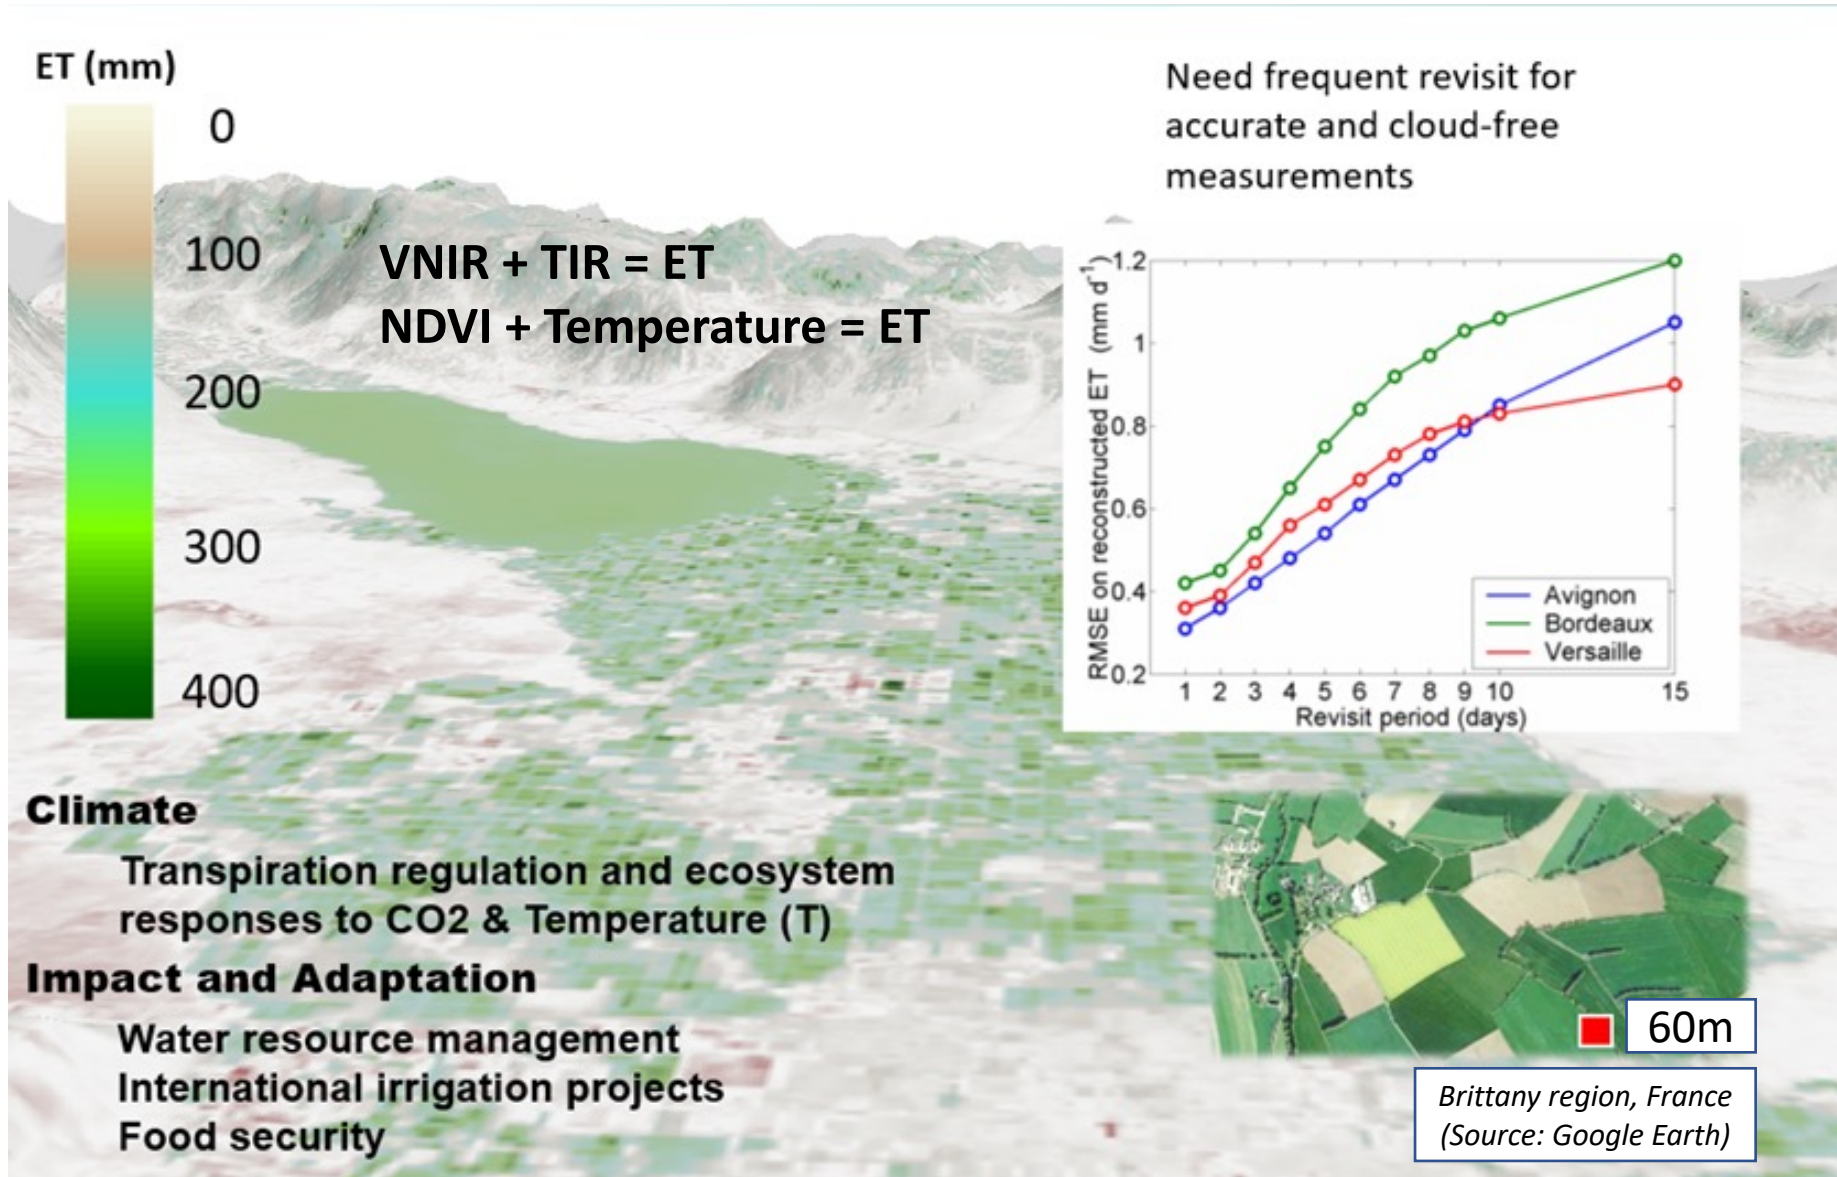 ET (mm)
0
100
200
300
400
VNIR + TIR = ET
NDVI + Temperature = ET
Need frequent revisit for
accurate and cloud-free
measurements
RMSE on reconstructed ET (mm d-1)
1.2
1
0.8
0.6
0.4
0.2
Avignon
Bordeaux
Versaille
1 2 3 4 5 6 7 8 9 10 15
Revisit period (days)
Climate
Transpiration regulation and ecosystem
responses to CO2 & Temperature (T)
Impact and Adaptation
Water resource management
International irrigation projects
Food security
60m
Brittany region, France
(Source: Google Earth)